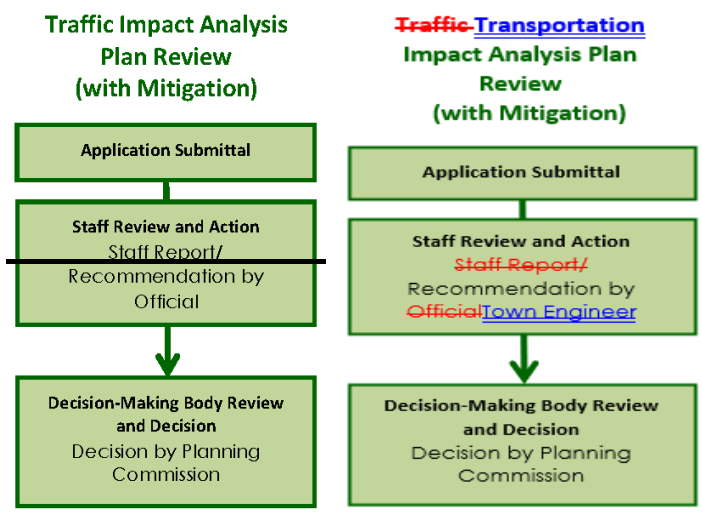 Traffic Impact Analysis
Plan Review
(with Mitigation)
Application Submittal
Staff Review and Action
Staff Report/
Recommendation by
Official
Decision-Making Body Review
and Decision
Decision by Planning
Commission
Traffic Transportation
Impact Analysis Plan
Review
(with Mitigation)
Application Submittal
Staff Review and Action
Staff Report/
Recommendation by
OfficialTown Engineer
Decision-Making Body Review
and Decision
Decision by Planning
Commission